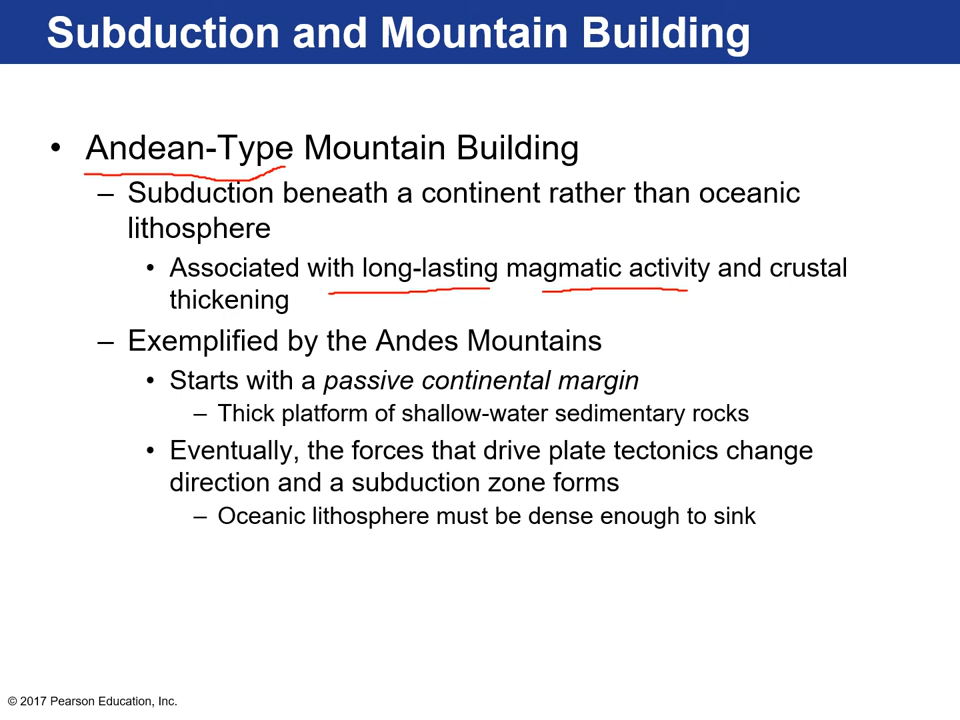 Subduction and Mountain Building
• Andean-Type Mountain Building
– Subduction beneath a continent rather than oceanic
lithosphere
• Associated with long-lasting magmatic activity and crustal
thickening
– Exemplified by the Andes Mountains
• Starts with a passive continental margin
– Thick platform of shallow-water sedimentary rocks
• Eventually, the forces that drive plate tectonics change
direction and a subduction zone forms
– Oceanic lithosphere must be dense enough to sink
© 2017 Pearson Education, Inc.